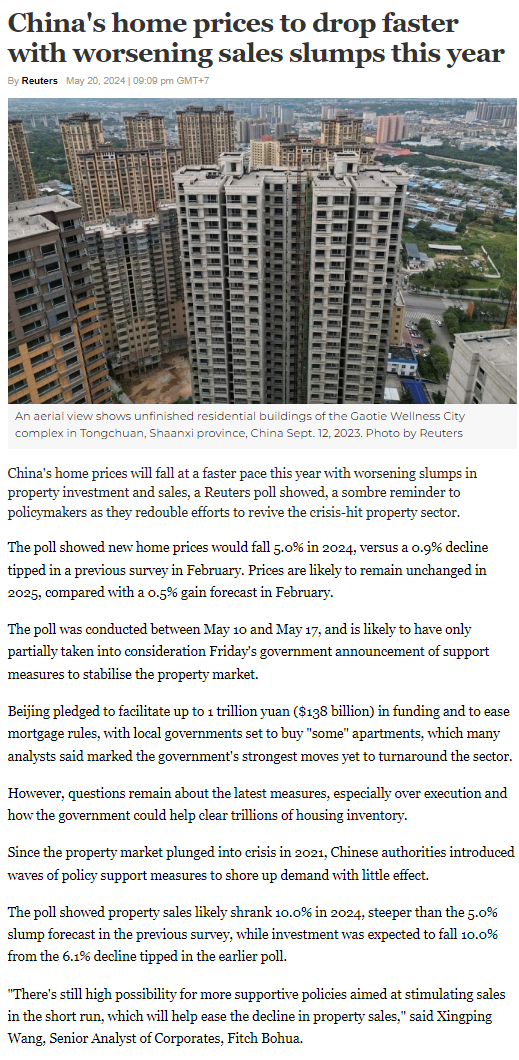 China's home prices to drop faster
with worsening sales slumps this year
By Reuters May 20, 2024 | 09:09 pm GMT+7
An aerial view shows unfinished residential buildings of the Gaotie Wellness City
complex in Tongchuan, Shaanxi province, China Sept. 12, 2023. Photo by Reuters
China's home prices will fall at a faster pace this year with worsening slumps in
property investment and sales, a Reuters poll showed, a sombre reminder to
policymakers as they redouble efforts to revive the crisis-hit property sector.
The poll showed new home prices would fall 5.0% in 2024, versus a 0.9% decline
tipped in a previous survey in February. Prices are likely to remain unchanged in
2025, compared with a 0.5% gain forecast in February.
The poll was conducted between May 10 and May 17, and is likely to have only
partially taken into consideration Friday's government announcement of support
measures to stabilise the property market.
Beijing pledged to facilitate up to 1 trillion yuan ($138 billion) in funding and to ease
mortgage rules, with local governments set to buy "some" apartments, which many
analysts said marked the government's strongest moves yet to turnaround the sector.
However, questions remain about the latest measures, especially over execution and
how the government could help clear trillions of housing inventory.
Since the property market plunged into crisis in 2021, Chinese authorities introduced
waves of policy support measures to shore up demand with little effect.
The poll showed property sales likely shrank 10.0% in 2024, steeper than the 5.0%
slump forecast in the previous survey, while investment was expected to fall 10.0%
from the 6.1% decline tipped in the earlier poll.
"There's still high possibility for more supportive policies aimed at stimulating sales
in the short run, which will help ease the decline in property sales," said Xingping
Wang, Senior Analyst of Corporates, Fitch Bohua.